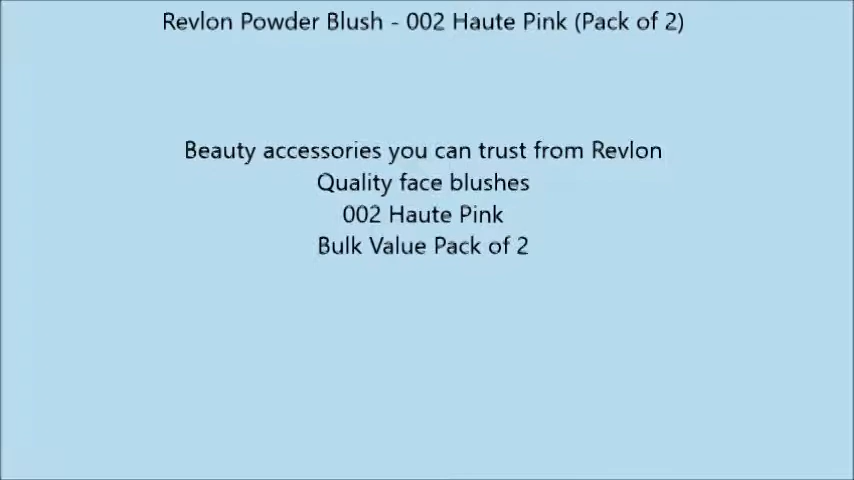 Revlon Powder Blush - 002 Haute Pink (Pack of 2)
Beauty accessories you can trust from Revlon
Quality face blushes
002 Haute Pink
Bulk Value Pack of 2